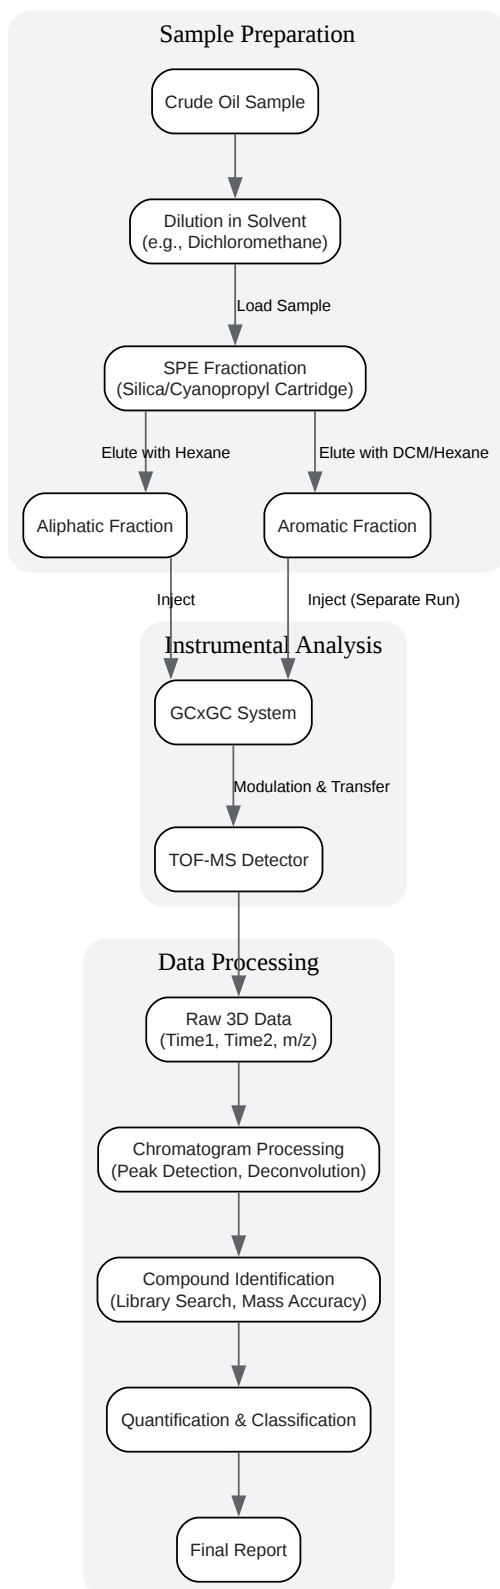 Sample Preparation
Crude Oil Sample
Dilution in Solvent
(e.g., Dichloromethane)
Load Sample
SPE Fractionation
(Silica/Cyanopropyl Cartridge)
Elute with Hexane
Elute with DCM/Hexane
Aliphatic Fraction
Aromatic Fraction
Inject
Inject (Separate Run)
Instrumental Analysis
GCxGC System
Modulation & Transfer
TOF-MS Detector
Data Processing
Raw 3D Data
(Time1, Time2, m/z)
Chromatogram Processing
(Peak Detection, Deconvolution)
Compound Identification
(Library Search, Mass Accuracy)
Quantification & Classification
Final Report